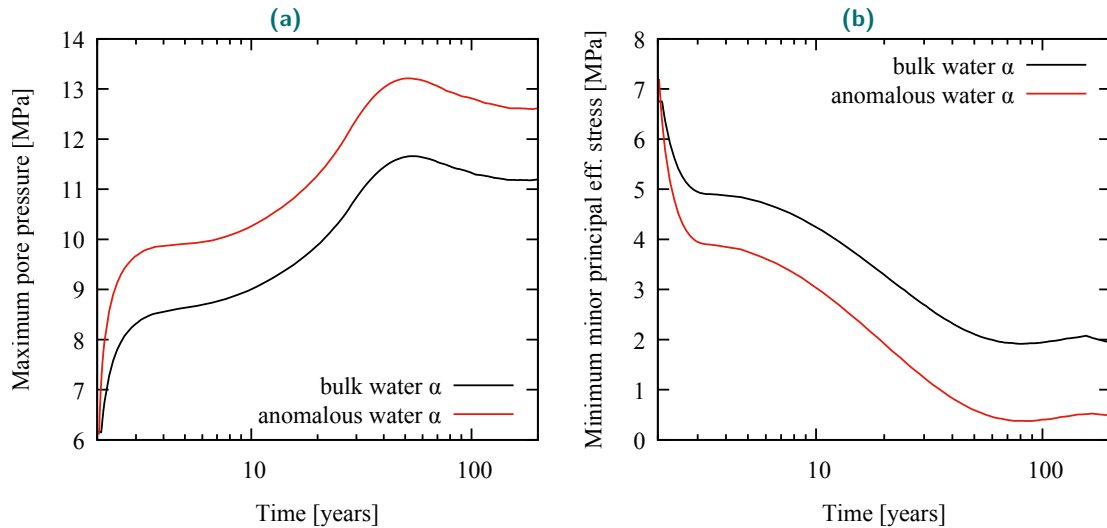 (a)
Maximum pore pressure [MPa]
14
13
12
11
10
9
8
7
6
bulk water α
anomalous water α
10
100
Time [years]
(b)
Minimum minor principal eff. stress [MPa]
8
7
6
5
4
3
2
1
0
bulk water α
anomalous water α
10
100
Time [years]